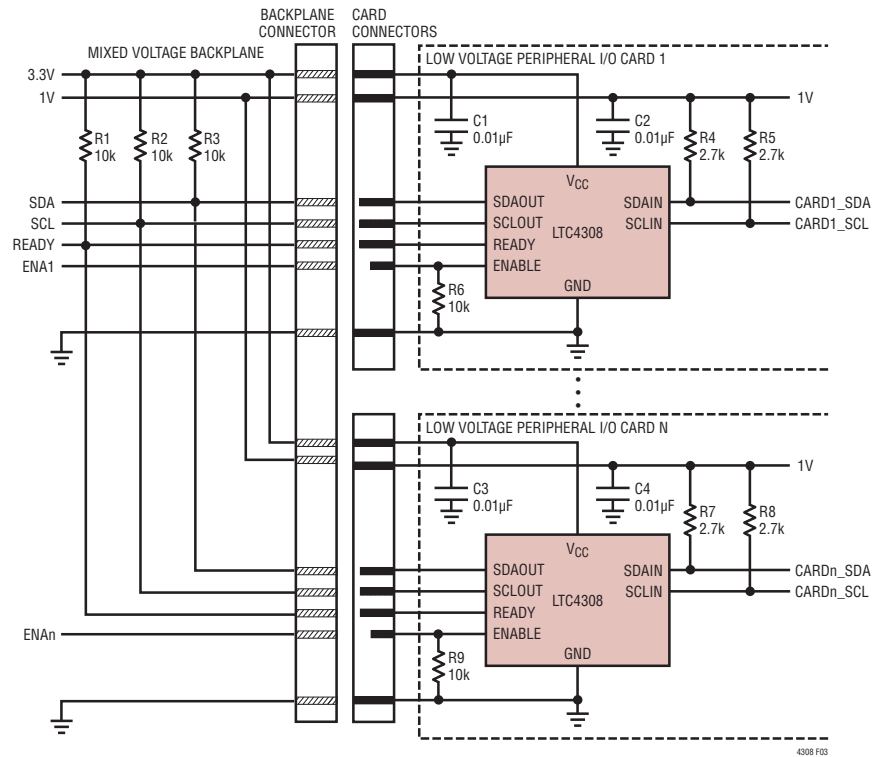 BACKPLANE
CONNECTOR
CARD
CONNECTORS
MIXED VOLTAGE BACKPLANE
LOW VOLTAGE PERIPHERAL I/O CARD 1
3.3V
1V
1V
R1
10k
R2
10k
R3
10k
C1
0.01µF
C2
0.01µF
R4
2.7k
R5
2.7k
VCC
SDA
SDAOUT
SDAIN
CARD1_SDA
SCL
SCLOUT
SCLIN
CARD1_SCL
LTC4308
READY
READY
ENA1
ENABLE
GND
R6
10k
LOW VOLTAGE PERIPHERAL I/O CARD N
1V
C3
0.01µF
C4
0.01µF
R7
2.7k
R8
2.7k
VCC
SDAOUT
SDAIN
CARDn_SDA
SCLOUT
SCLIN
CARDn_SCL
LTC4308
READY
ENAn
ENABLE
GND
R9
10k
4308 F03